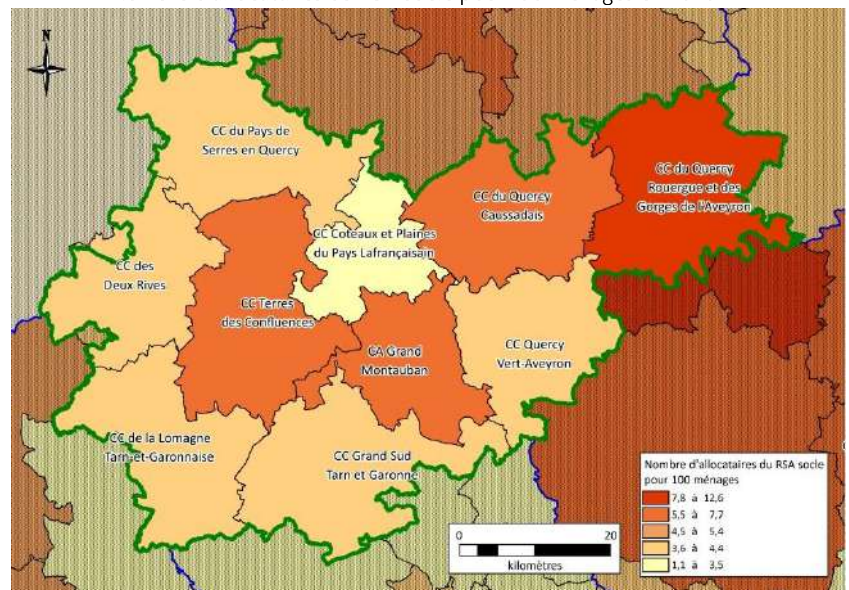 N
CC du Pays de
Serres en Quercy
CC du Quercy
Rouergue et des
Gorges de l'Aveyron
CC du Quercy
Caussadais
CC Coteaux et Plaines
du Pays Lafrançaisain
CC des
Deux Rives
CC Terres
des Confluences
CA Grand
Montauban
CC Quercy
Vert-Aveyron
CC de la Lomagne
Tarn-et-Garonnaise
CC Grand Sud
Tarn et Garonne
Nombre d'allocataires du RSA socle
pour 100 ménages
7,8 à 12,6
5,5 à 7,7
4,5 à 5,4
3,6 à 4,4
1,1 à 3,5
0 20
kilomètres